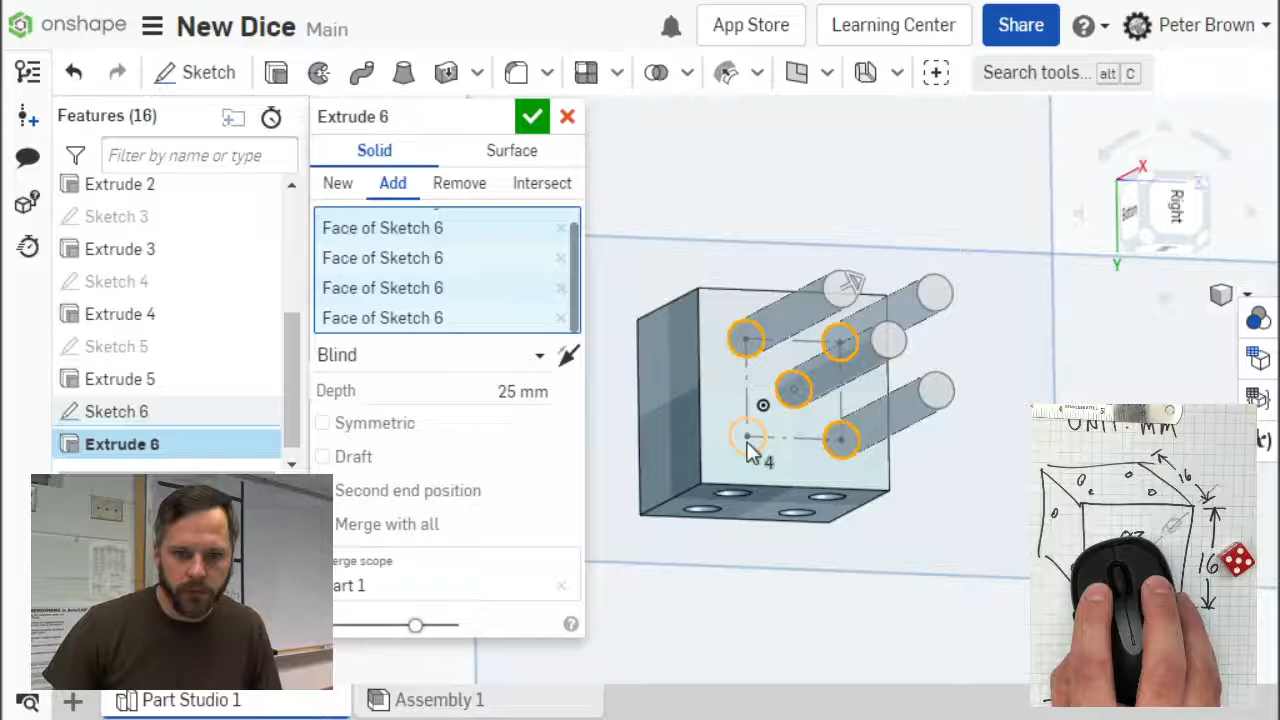 onshape
New Dice Main
App Store
Learning Center
Share
Peter Brown
Sketch
Search tools... alt C
Features (16)
Filter by name or type
Extrude 2
Sketch 3
Extrude 3
Sketch 4
Extrude 4
Sketch 5
Extrude 5
Sketch 6
Extrude 6
Extrude 6
Solid Surface
New Add Remove Intersect
Face of Sketch 6
Face of Sketch 6
Face of Sketch 6
Face of Sketch 6
Blind
Depth 25 mm
Symmetric
Draft
Second end position
Merge with all
erge scope
art 1
4
X
Bottom
Right
Y
UNIT: MM
16
16
Part Studio 1
Assembly 1